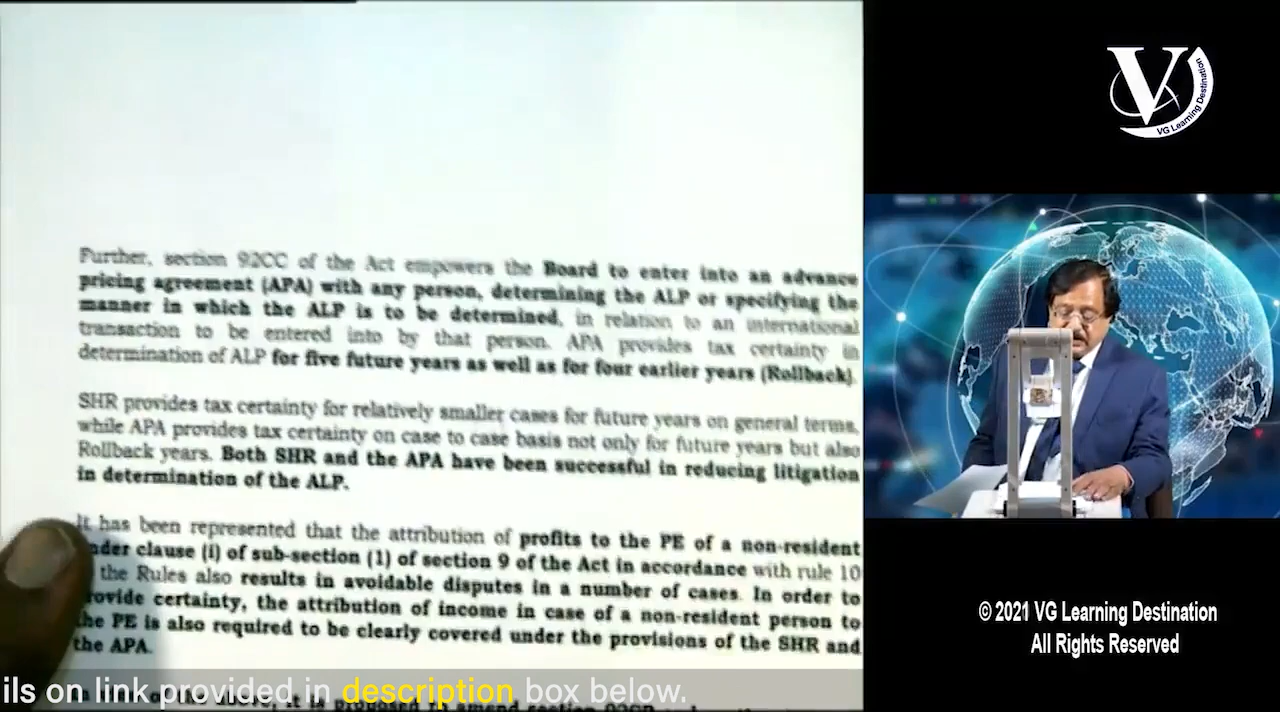 Further, section 92CC of the Act empowers the Board to enter into an advance
pricing agreement (APA) with any person, determining the ALP or specifying the
manner in which the ALP is to be determined, in relation to an international
transaction to be entered into by that person. APA provides tax certainty in
determination of ALP for five future years as well as for four earlier years (Rollback).
SHR provides tax certainty for relatively smaller cases for future years on general terms,
while APA provides tax certainty on case to case basis not only for future years but also
Rollback years. Both SHR and the APA have been successful in reducing litigation
in determination of the ALP.
It has been represented that the attribution of profits to the PE of a non-resident
under clause (i) of sub-section (1) of section 9 of the Act in accordance with rule 10
the Rules also results in avoidable disputes in a number of cases. In order to
provide certainty, the attribution of income in case of a non-resident person to
the PE is also required to be clearly covered under the provisions of the SHR and
the APA.
the above, it is proposed to amend section
ils on link provided in description box below.
V
VG Learning Destination
© 2021 VG Learning Destination
All Rights Reserved